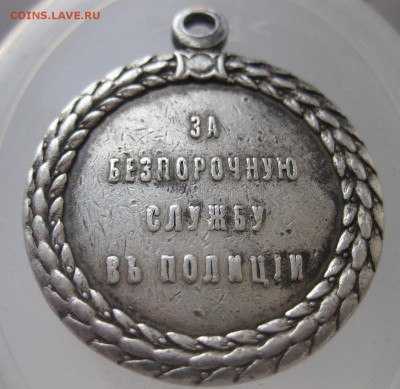 COINS.LAVE.RU
ЗА
БЕЗПОРОЧНУЮ
СЛУЖБУ
ВЪ ПОЛИЦІИ